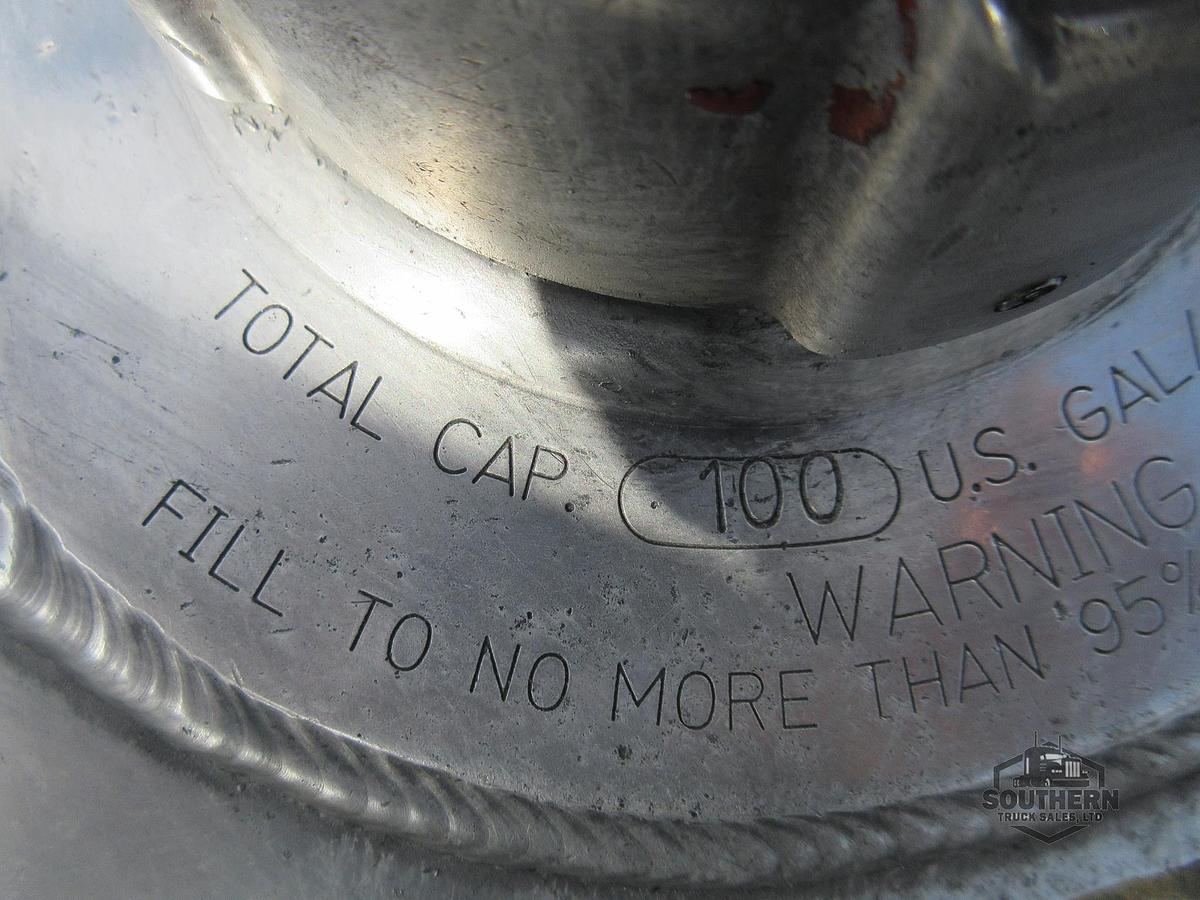 TOTAL CAP. 100 U.S. GAL
WARNING
FILL TO NO MORE THAN 95%
SOUTHERN
TRUCK SALES, LTD